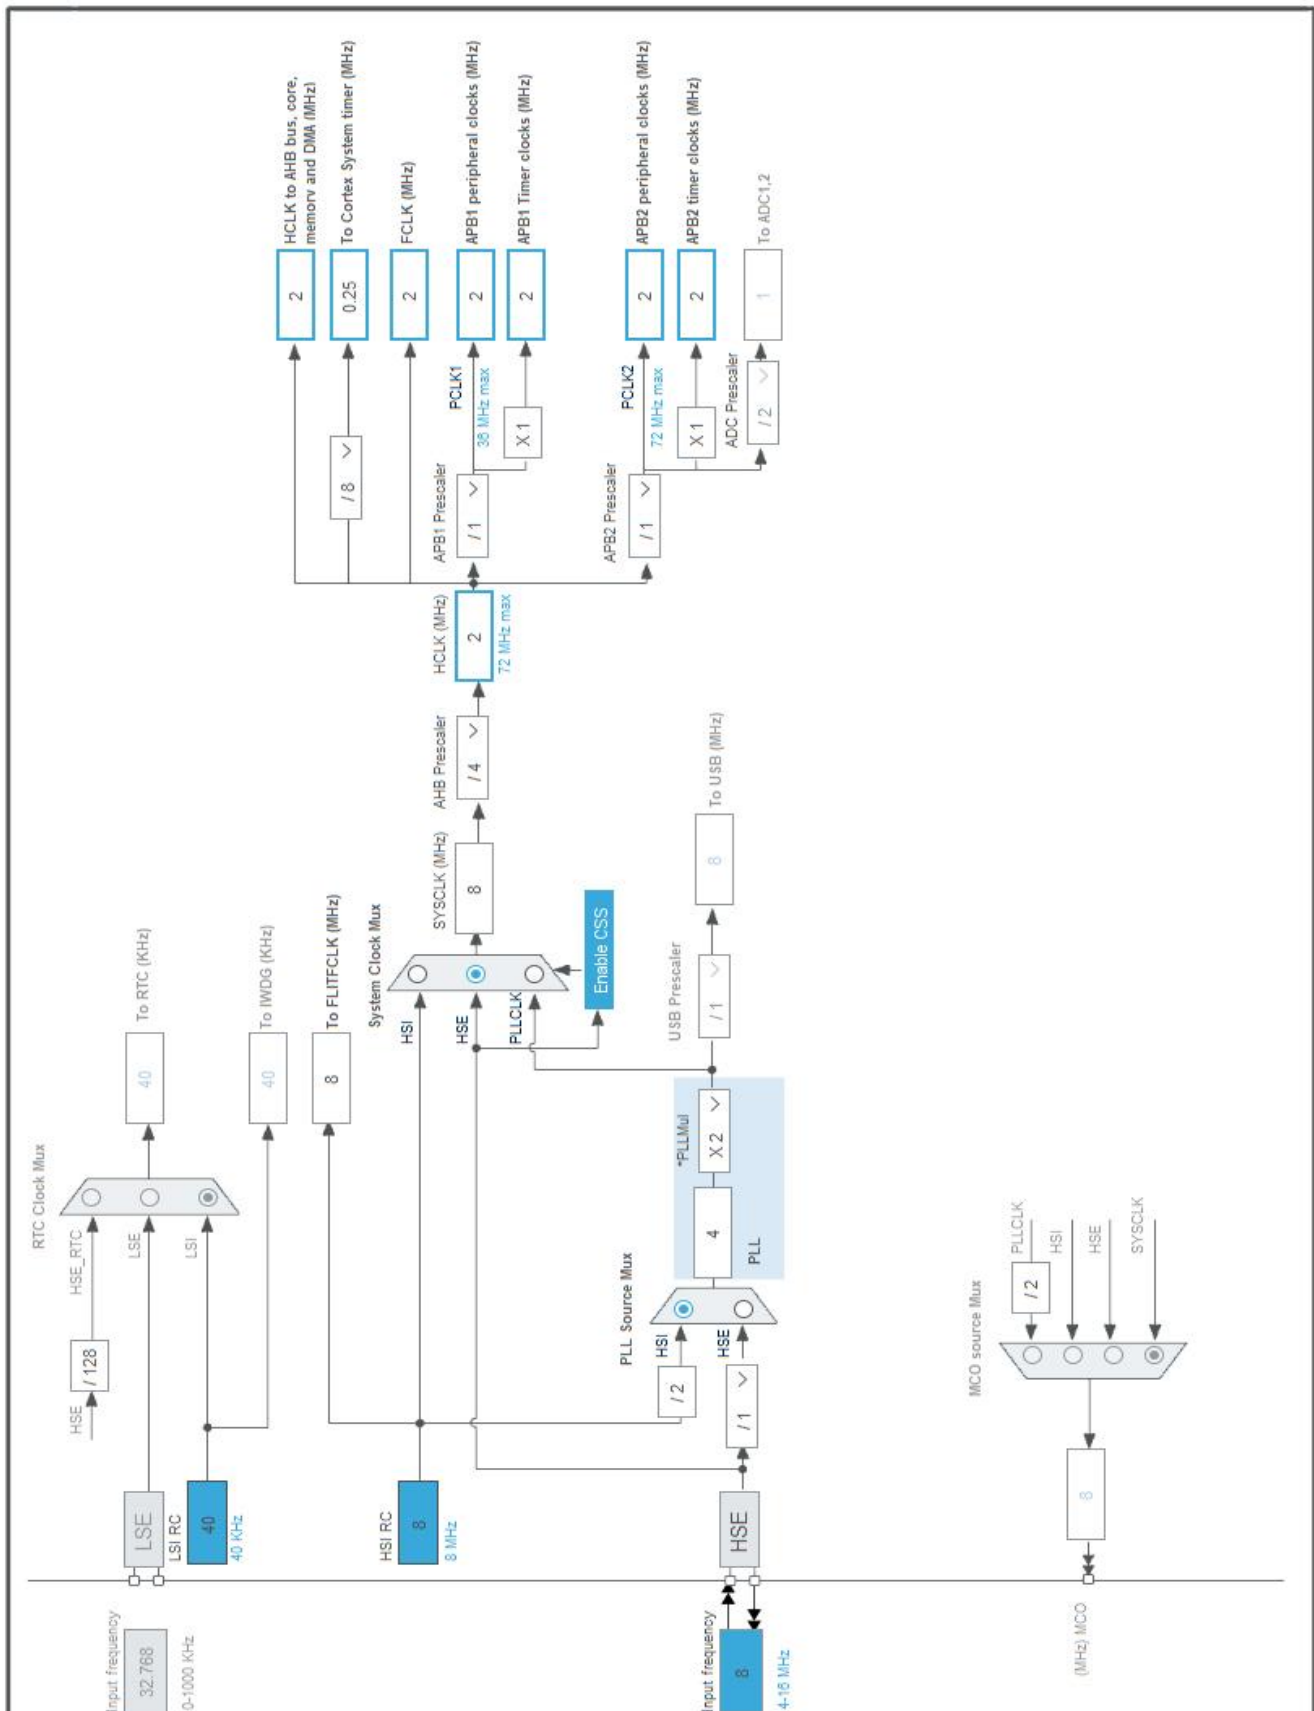 Input frequency
32.768
0-1000 KHz
LSE
LSI RC
40
40 KHz
HSE
/ 128
HSE_RTC
LSE
LSI
RTC Clock Mux
40
To RTC (KHz)
40
To IWDG (KHz)
8
To FLITFCLK (MHz)
HSI RC
8
8 MHz
System Clock Mux
HSI
HSE
PLLCLK
Enable CSS
SYSCLK (MHz)
8
AHB Prescaler
/ 4
HCLK (MHz)
2
72 MHz max
2
HCLK to AHB bus, core,
memory and DMA (MHz)
/ 8
0.25
To Cortex System timer (MHz)
2
FCLK (MHz)
APB1 Prescaler
/ 1
PCLK1
36 MHz max
2
APB1 peripheral clocks (MHz)
X 1
2
APB1 Timer clocks (MHz)
APB2 Prescaler
/ 1
PCLK2
72 MHz max
2
APB2 peripheral clocks (MHz)
X 1
2
APB2 timer clocks (MHz)
ADC Prescaler
/ 2
1
To ADC1,2
Input frequency
8
4-16 MHz
HSE
/ 1
/ 2
HSI
HSE
PLL Source Mux
4
PLL
*PLLMul
X 2
USB Prescaler
/ 1
8
To USB (MHz)
(MHz) MCO
8
MCO source Mux
/ 2
PLLCLK
HSI
HSE
SYSCLK